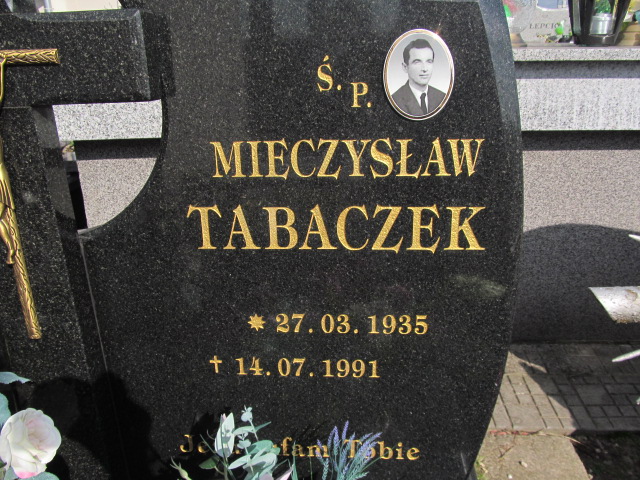 Ś. P.
MIECZYSŁAW
TABACZEK
* 27.03.1935
† 14.07.1991
Tobie